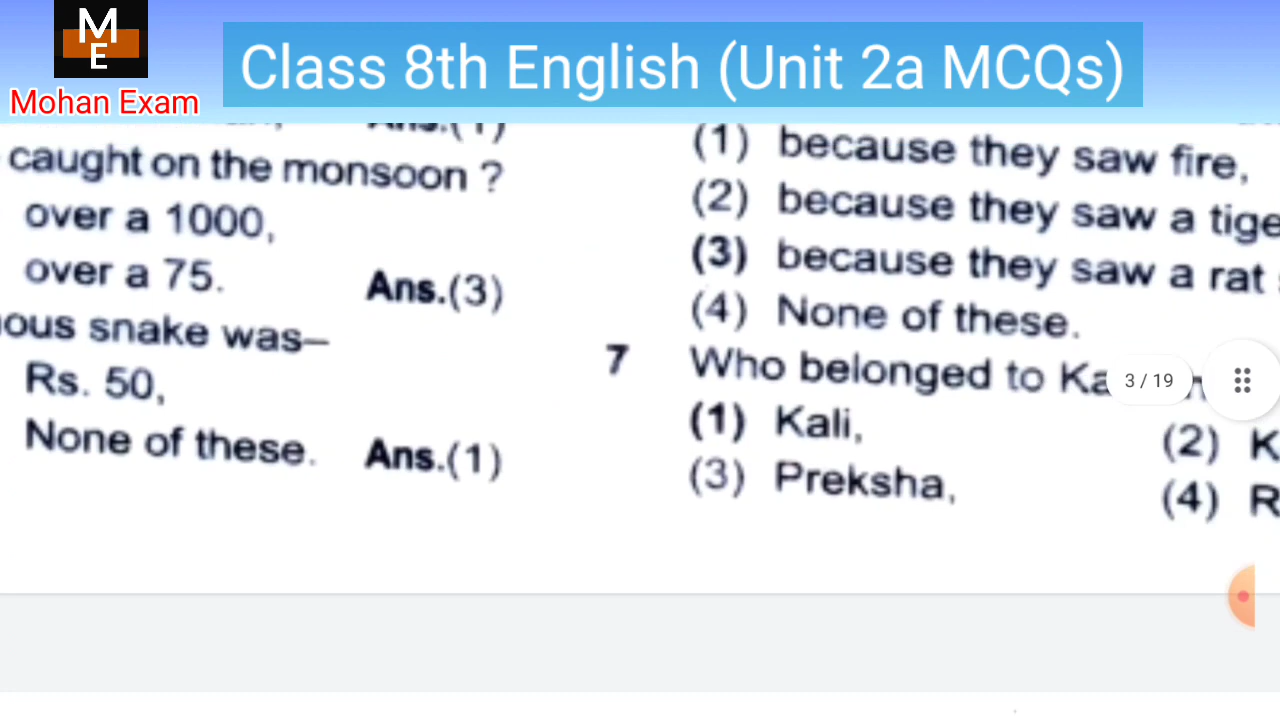 ME
Mohan Exam
Class 8th English (Unit 2a MCQs)
Ans.(1)
caught on the monsoon ?
over a 1000,
over a 75. Ans.(3)
ous snake was–
Rs. 50,
None of these. Ans.(1)
(1) because they saw fire,
(2) because they saw a tige
(3) because they saw a rat
(4) None of these.
7 Who belonged to Ka
(1) Kali, (2) K
(3) Preksha, (4) R
3 / 19